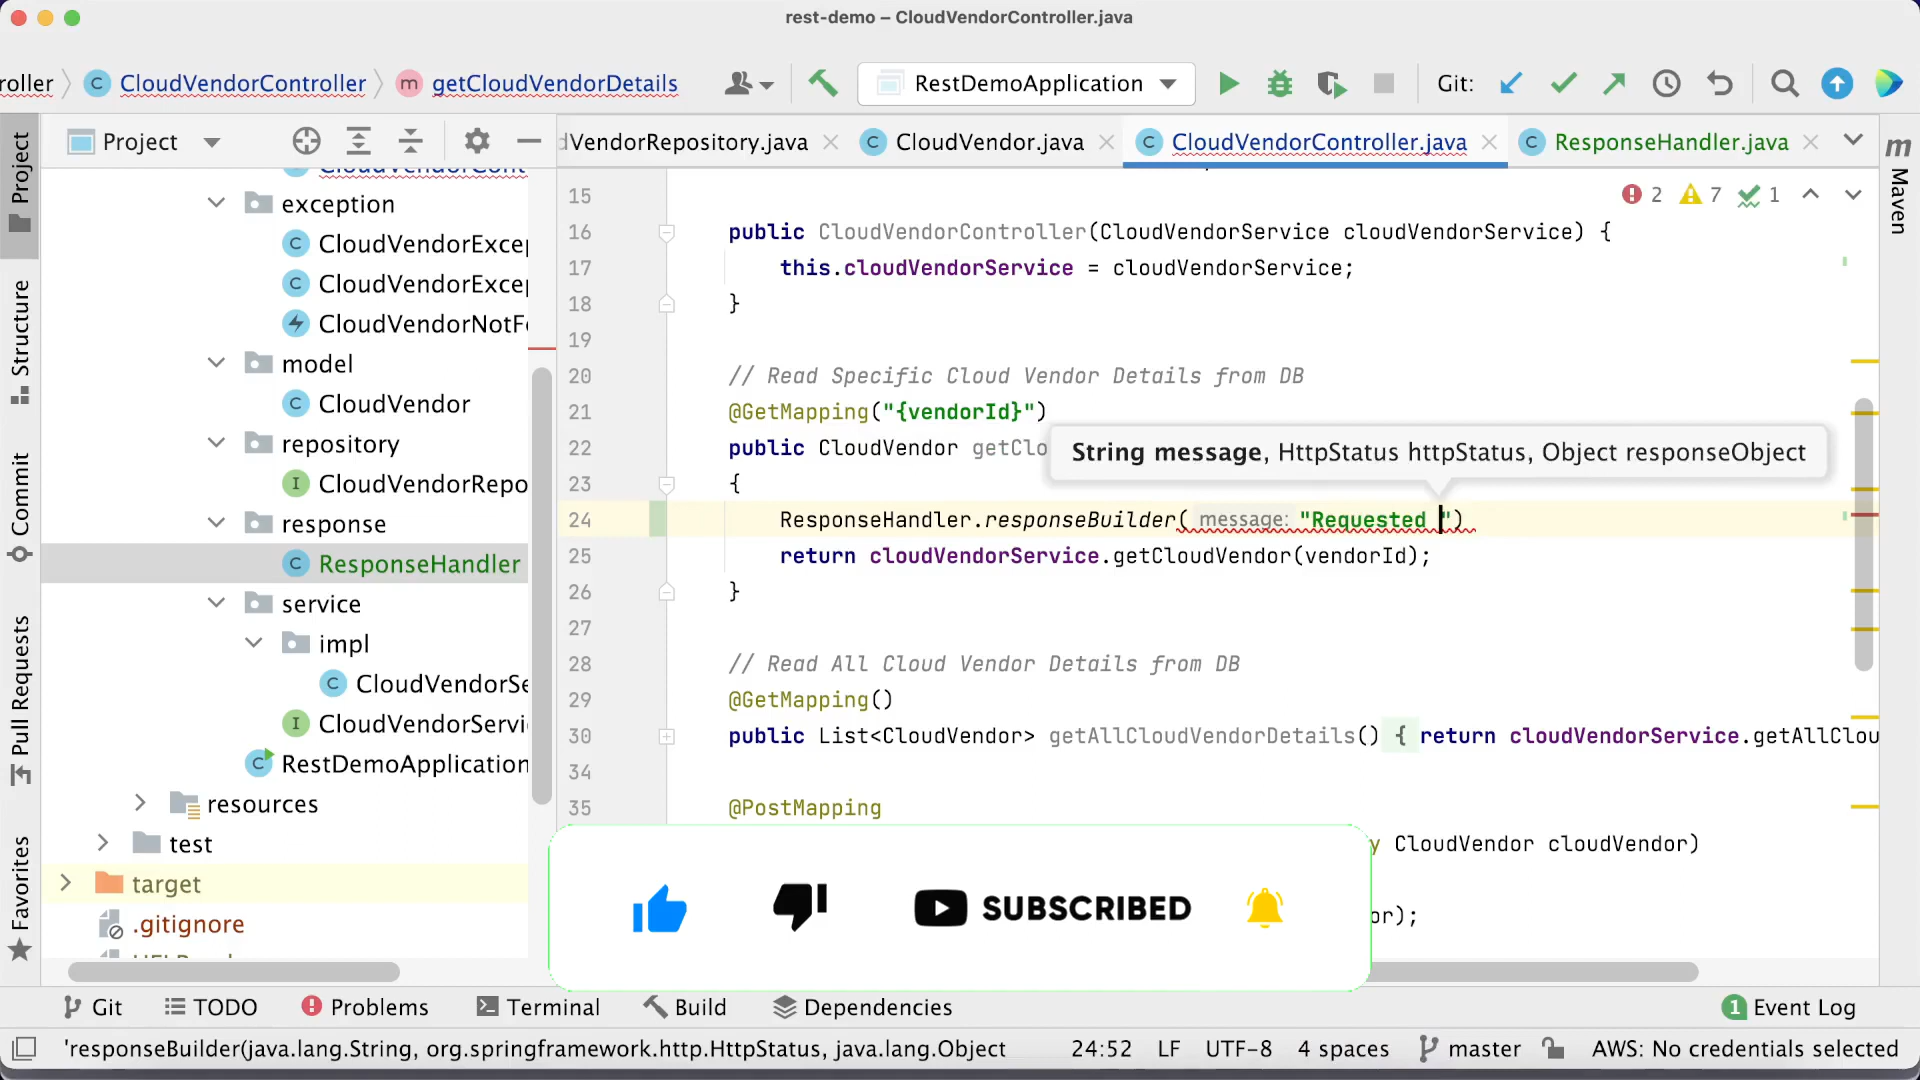 rest-demo – CloudVendorController.java
roller
CloudVendorController
getCloudVendorDetails
RestDemoApplication
Git:
Project
dVendorRepository.java
CloudVendor.java
CloudVendorController.java
ResponseHandler.java
Maven
Project
Structure
Commit
Pull Requests
Favorites
exception
CloudVendorExcep
CloudVendorExcep
CloudVendorNotFo
model
CloudVendor
repository
CloudVendorRepo
response
ResponseHandler
service
impl
CloudVendorSe
CloudVendorServi
RestDemoApplication
resources
test
target
.gitignore
2 7 1
15
16 public CloudVendorController(CloudVendorService cloudVendorService) {
17 this.cloudVendorService = cloudVendorService;
18 }
19
20 // Read Specific Cloud Vendor Details from DB
21 @GetMapping("{vendorId}")
22 public CloudVendor getClo
String message, HttpStatus httpStatus, Object responseObject
23 {
24 ResponseHandler.responseBuilder( message: "Requested ")
25 return cloudVendorService.getCloudVendor(vendorId);
26 }
27
28 // Read All Cloud Vendor Details from DB
29 @GetMapping()
30 public List<CloudVendor> getAllCloudVendorDetails() { return cloudVendorService.getAllClou
34
35 @PostMapping
y CloudVendor cloudVendor)
or);
SUBSCRIBED
Git TODO Problems Terminal Build Dependencies 1 Event Log
'responseBuilder(java.lang.String, org.springframework.http.HttpStatus, java.lang.Object 24:52 LF UTF-8 4 spaces master AWS: No credentials selected